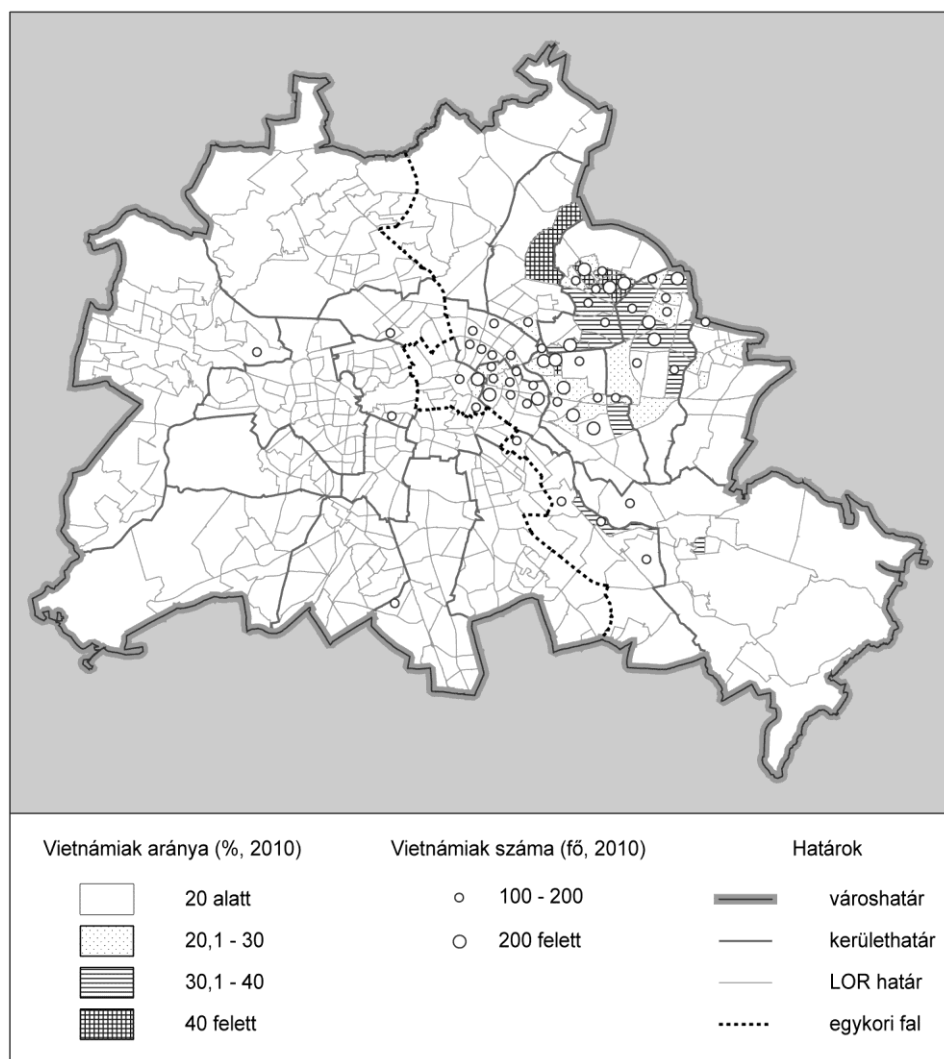 Vietnámiak aránya (%, 2010)
20 alatt
20,1 - 30
30,1 - 40
40 felett
Vietnámiak száma (fő, 2010)
100 - 200
200 felett
Határok
városhatár
kerülethatár
LOR határ
egykori fal